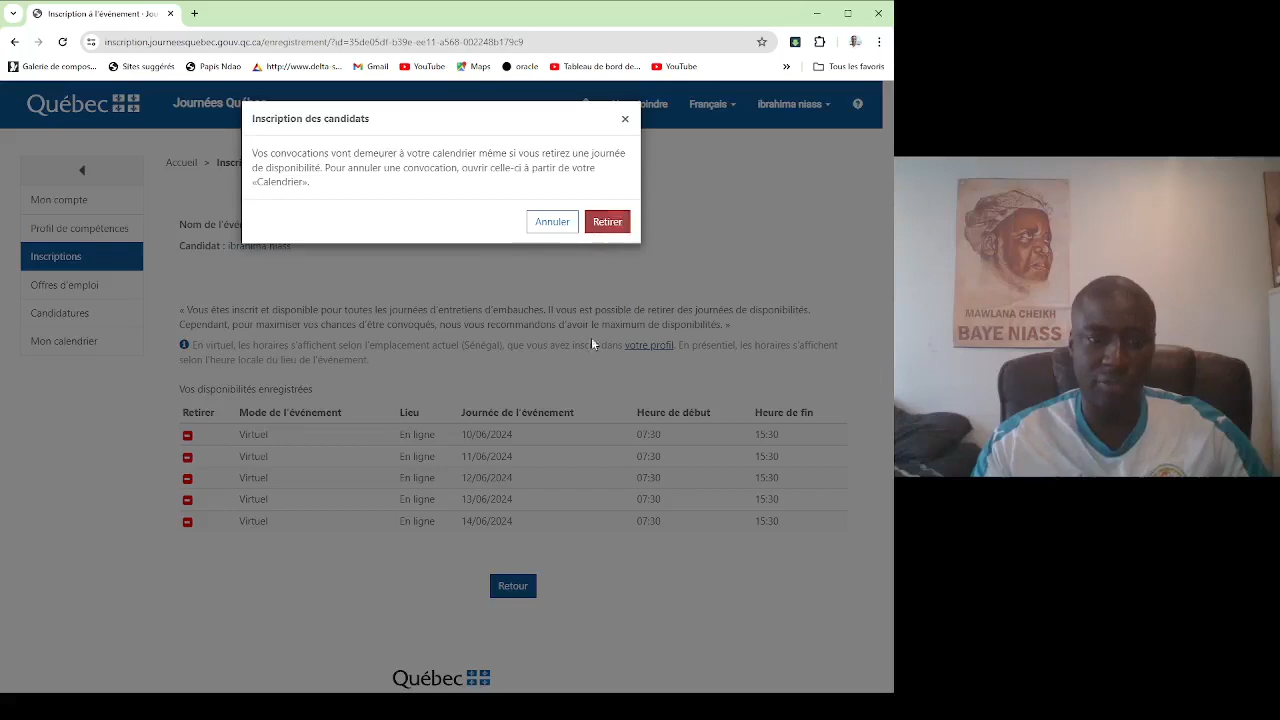 Inscription à l'événement - Jou
inscription.journeesquebec.gouv.qc.ca/enregistrement/?id=35de05df-b39e-ee11-a568-002248b179c9
Galerie de compos... Sites suggérés Papis Ndao http://www.delta-s... Gmail YouTube Maps oracle Tableau de bord de... YouTube » Tous les favoris
Québec Journées Qué oindre Français ibrahima niass
Inscription des candidats
Vos convocations vont demeurer à votre calendrier même si vous retirez une journée
de disponibilité. Pour annuler une convocation, ouvrir celle-ci à partir de votre
«Calendrier».
Annuler Retirer
Accueil > Inscri
Mon compte
Profil de compétences
Inscriptions
Offres d'emploi
Candidatures
Mon calendrier
Nom de l'évé
Candidat : ibrahima niass
« Vous êtes inscrit et disponible pour toutes les journées d'entretiens d'embauches. Il vous est possible de retirer des journées de disponibilités.
Cependant, pour maximiser vos chances d'être convoqués, nous vous recommandons d'avoir le maximum de disponibilités. »
En virtuel, les horaires s'affichent selon l'emplacement actuel (Sénégal), que vous avez inscrit dans votre profil. En présentiel, les horaires s'affichent
selon l'heure locale du lieu de l'événement.
Vos disponibilités enregistrées
Retirer Mode de l'événement Lieu Journée de l'événement Heure de début Heure de fin
Virtuel En ligne 10/06/2024 07:30 15:30
Virtuel En ligne 11/06/2024 07:30 15:30
Virtuel En ligne 12/06/2024 07:30 15:30
Virtuel En ligne 13/06/2024 07:30 15:30
Virtuel En ligne 14/06/2024 07:30 15:30
Retour
Québec
MAWLANA CHEIKH
BAYE NIASS